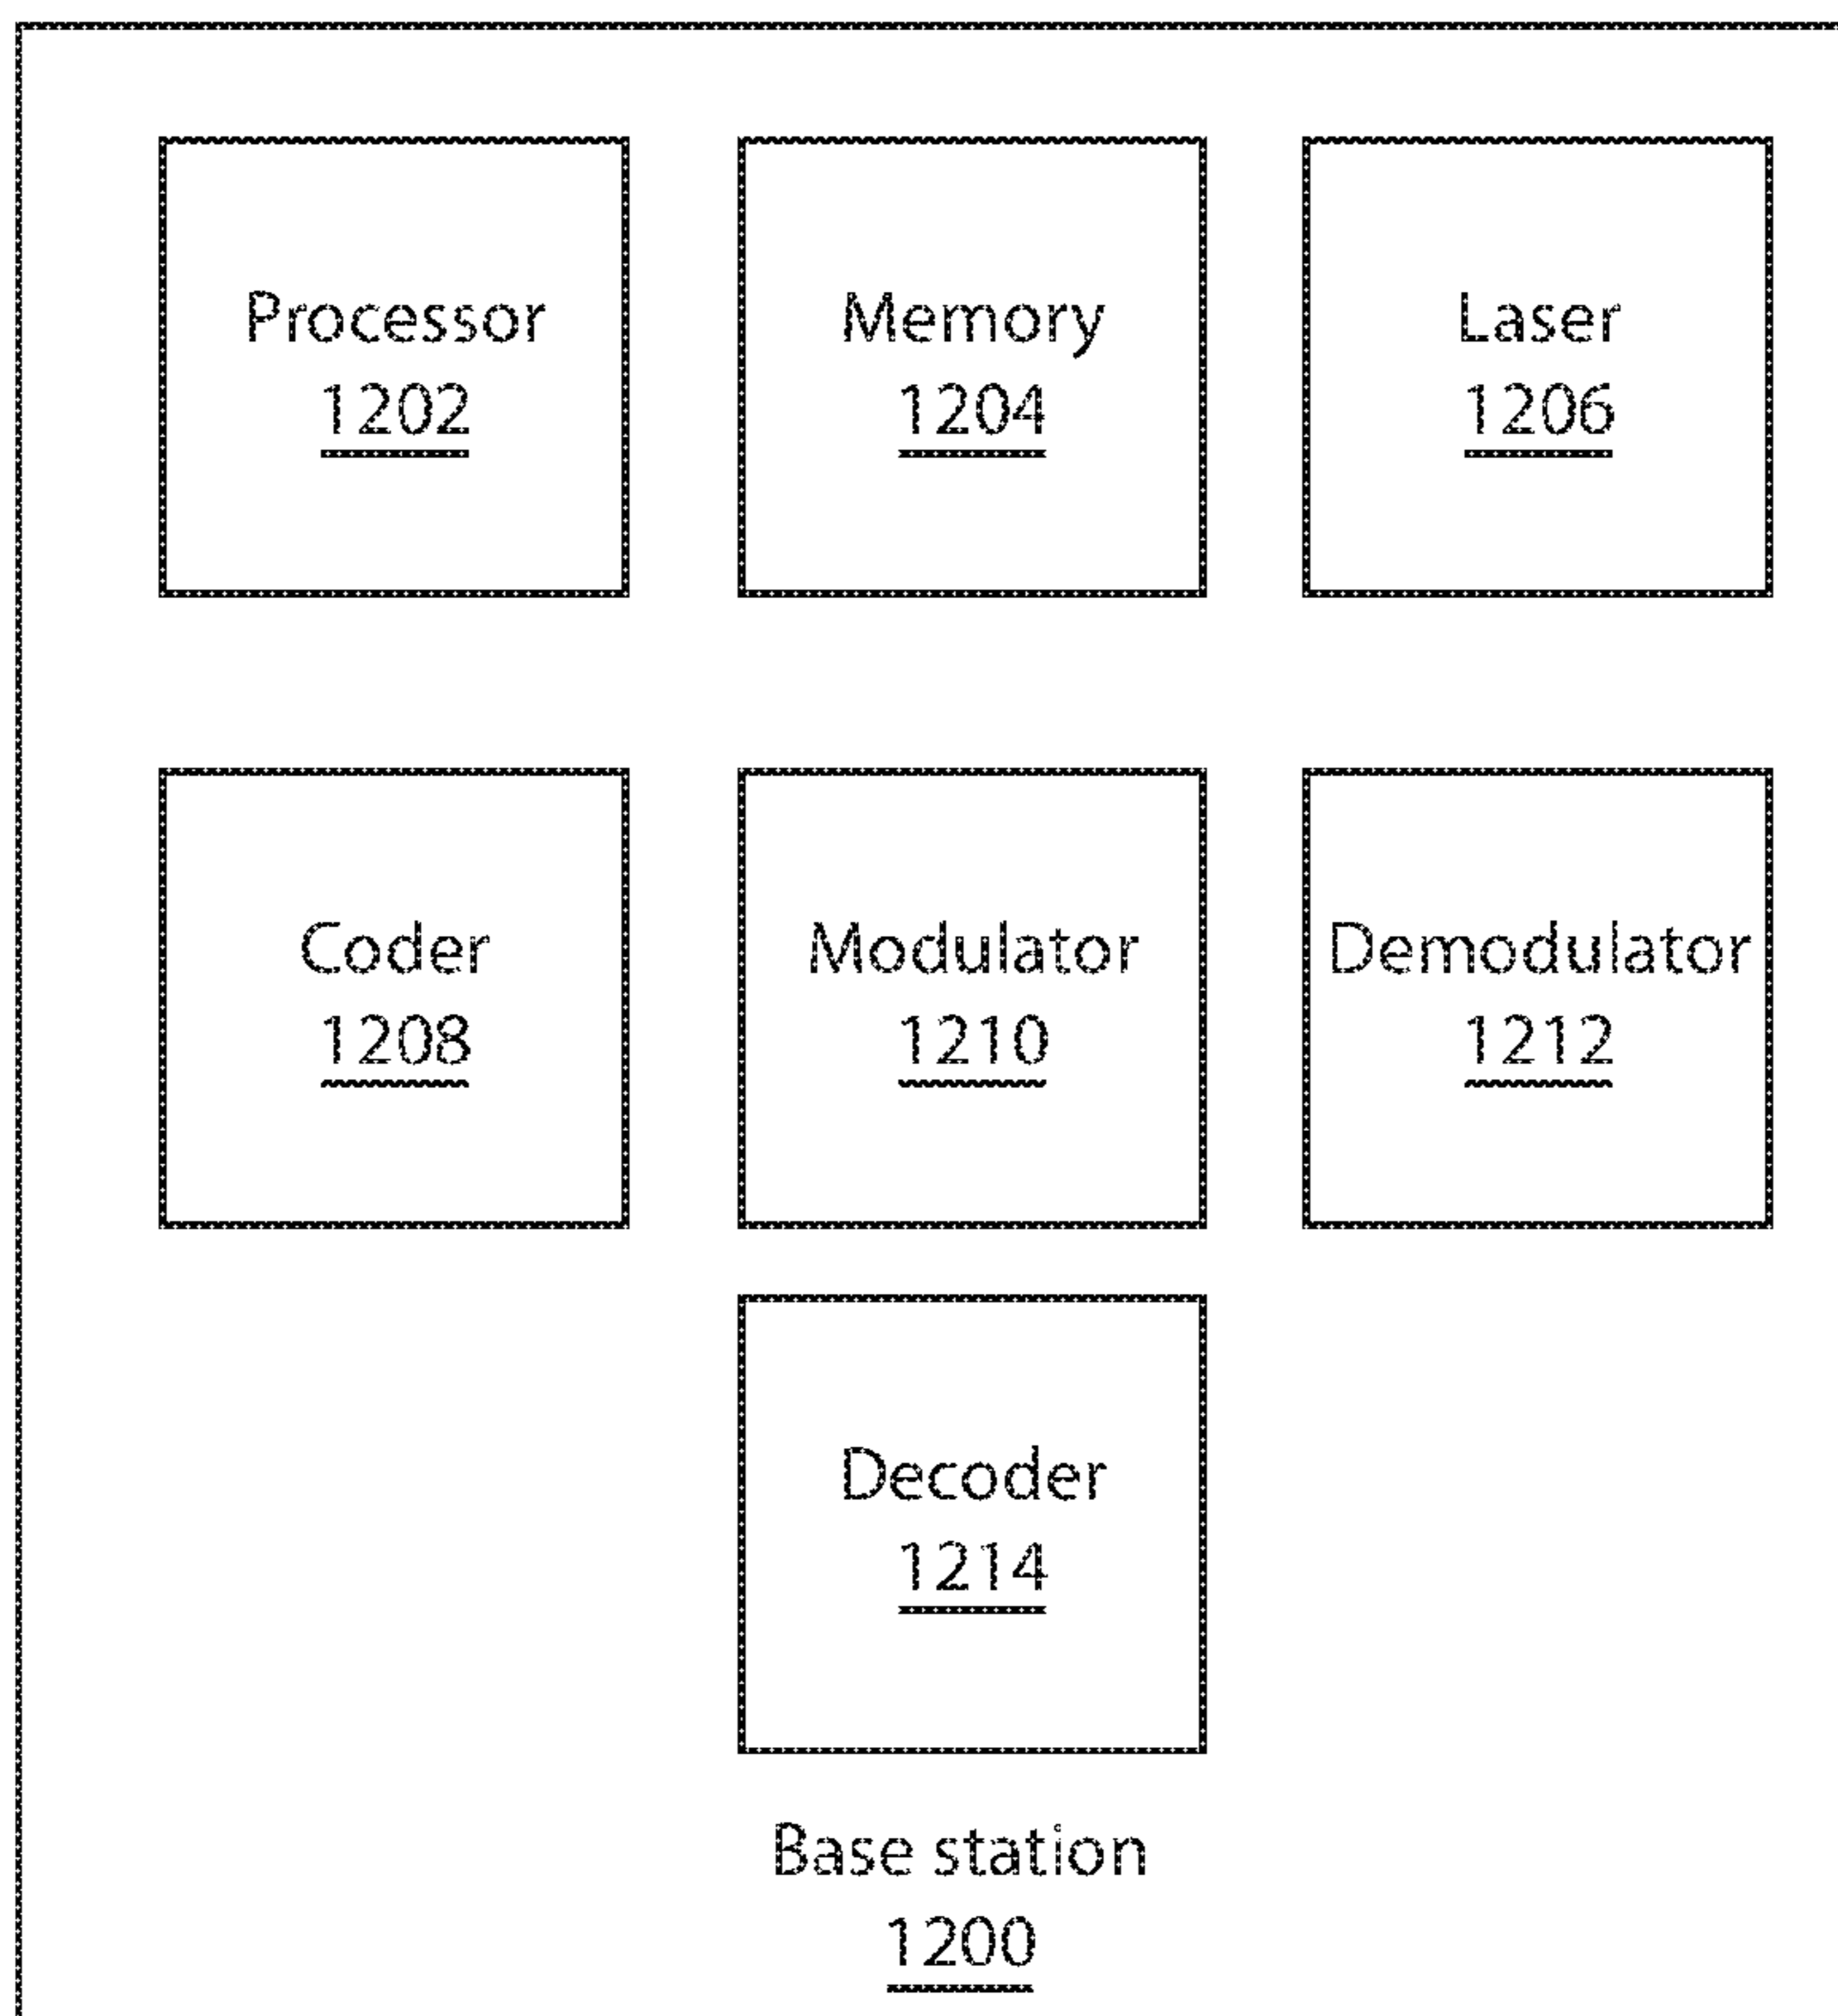 Processor
1202
Memory
1204
Laser
1206
Coder
1208
Modulator
1210
Demodulator
1212
Decoder
1214
Base station
1200